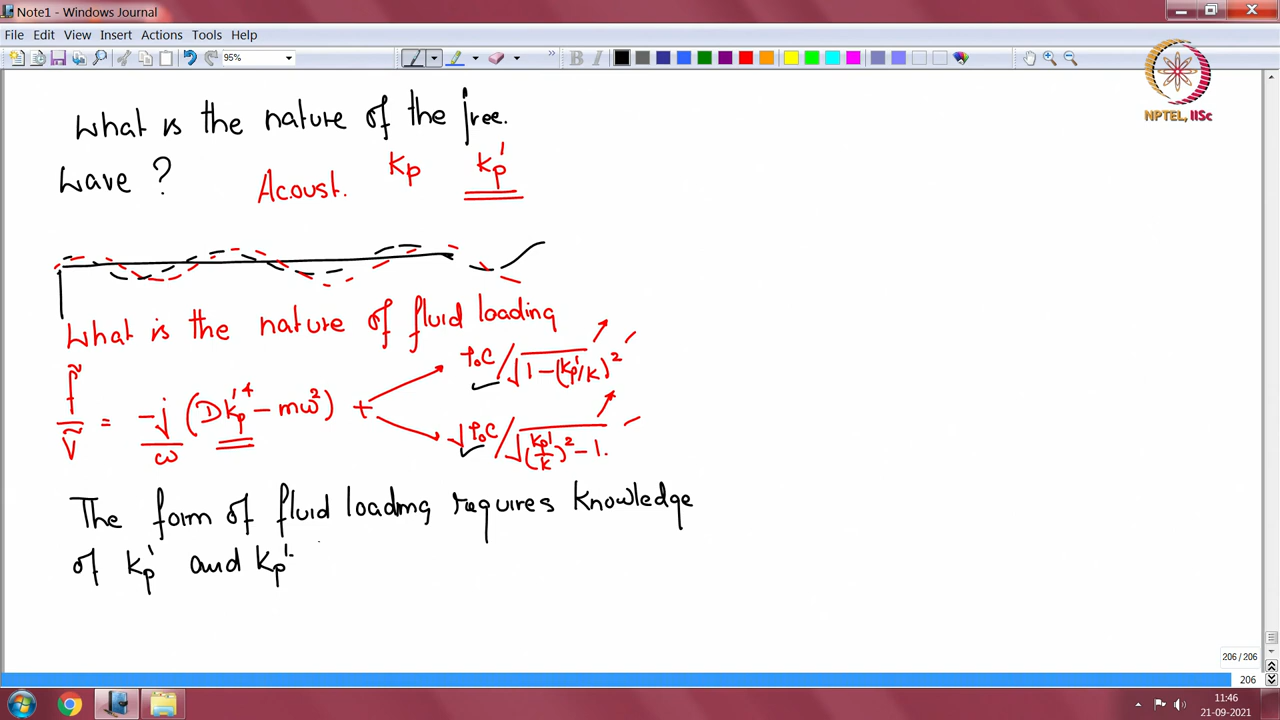 Note1 - Windows Journal
File Edit View Insert Actions Tools Help
95%
NPTEL, IISc
What is the nature of the free.
wave ? Acoust. kp kp'
What is the nature of fluid loading
f̃/ṽ = -j/ω (Dkp'⁴ - mω²) +
ρ₀c/√1-(kp'/k)²
jρ₀c/√(kp'/k)²-1.
The form of fluid loading requires knowledge
of kp' and kp'
206 / 206
206
11:46
21-09-2021